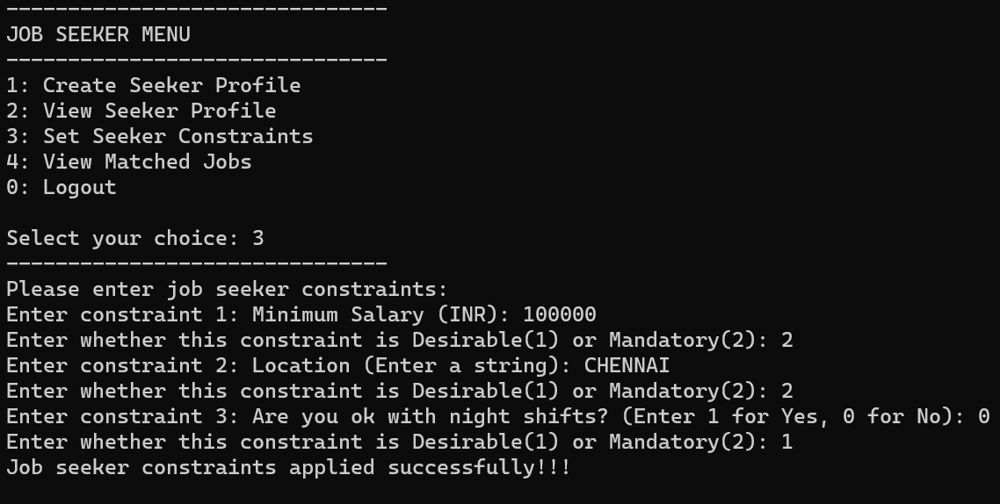 -------------------------------
JOB SEEKER MENU
-------------------------------
1: Create Seeker Profile
2: View Seeker Profile
3: Set Seeker Constraints
4: View Matched Jobs
0: Logout
Select your choice: 3
-------------------------------
Please enter job seeker constraints:
Enter constraint 1: Minimum Salary (INR): 100000
Enter whether this constraint is Desirable(1) or Mandatory(2): 2
Enter constraint 2: Location (Enter a string): CHENNAI
Enter whether this constraint is Desirable(1) or Mandatory(2): 2
Enter constraint 3: Are you ok with night shifts? (Enter 1 for Yes, 0 for No): 0
Enter whether this constraint is Desirable(1) or Mandatory(2): 1
Job seeker constraints applied successfully!!!